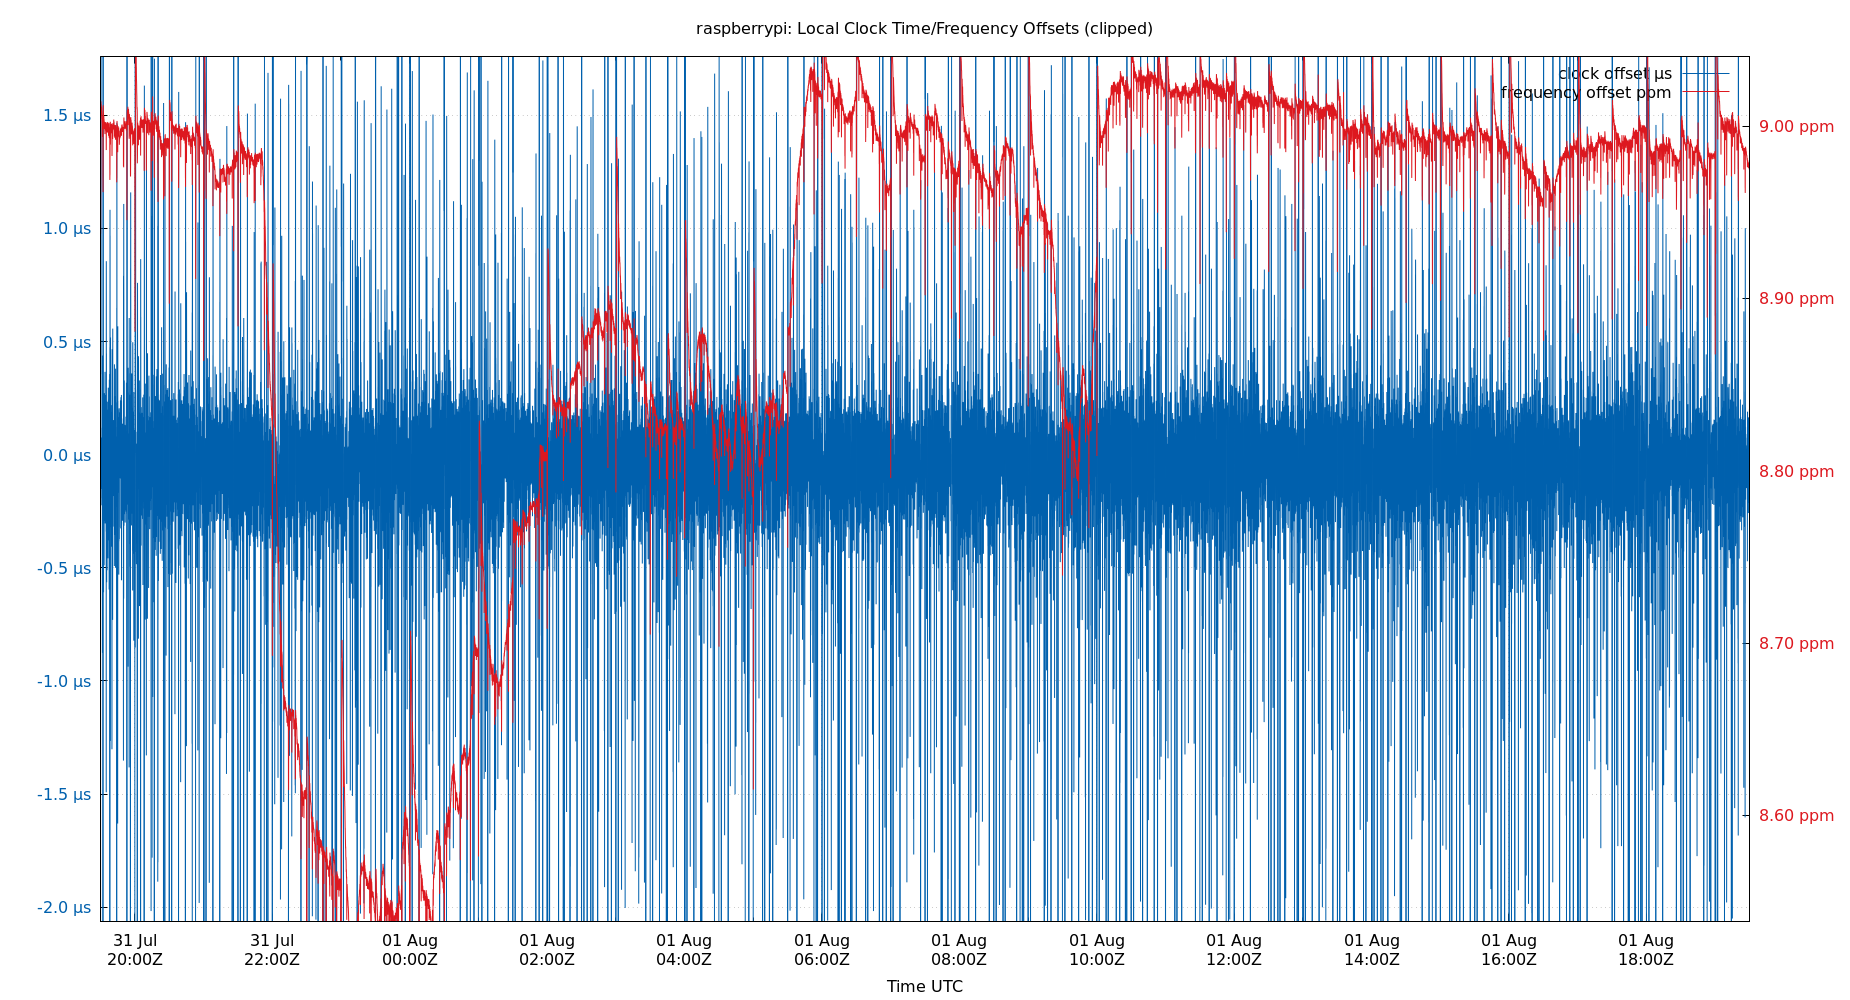 raspberrypi: Local Clock Time/Frequency Offsets (clipped)
clock offset µs
frequency offset ppm
1.5 µs
1.0 µs
0.5 µs
0.0 µs
-0.5 µs
-1.0 µs
-1.5 µs
-2.0 µs
9.00 ppm
8.90 ppm
8.80 ppm
8.70 ppm
8.60 ppm
31 Jul 31 Jul 01 Aug 01 Aug 01 Aug 01 Aug 01 Aug 01 Aug 01 Aug 01 Aug 01 Aug 01 Aug
20:00Z 22:00Z 00:00Z 02:00Z 04:00Z 06:00Z 08:00Z 10:00Z 12:00Z 14:00Z 16:00Z 18:00Z
Time UTC